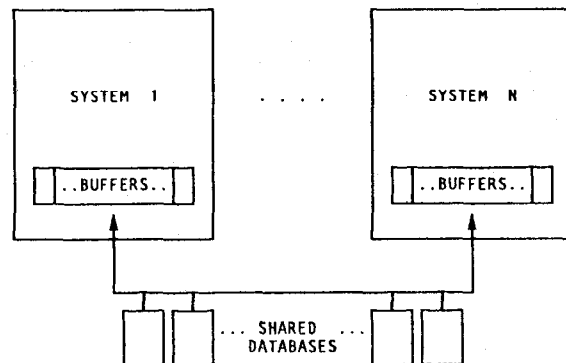 SYSTEM 1
. . . .
SYSTEM N
..BUFFERS..
..BUFFERS..
... SHARED ...
DATABASES